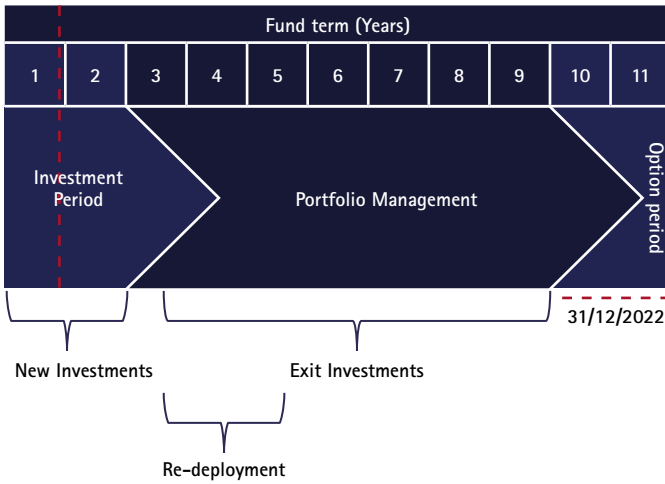 Fund term (Years)
1 2 3 4 5 6 7 8 9 10 11
Investment
Period
Portfolio Management
Option period
31/12/2022
New Investments
Exit Investments
Re-deployment